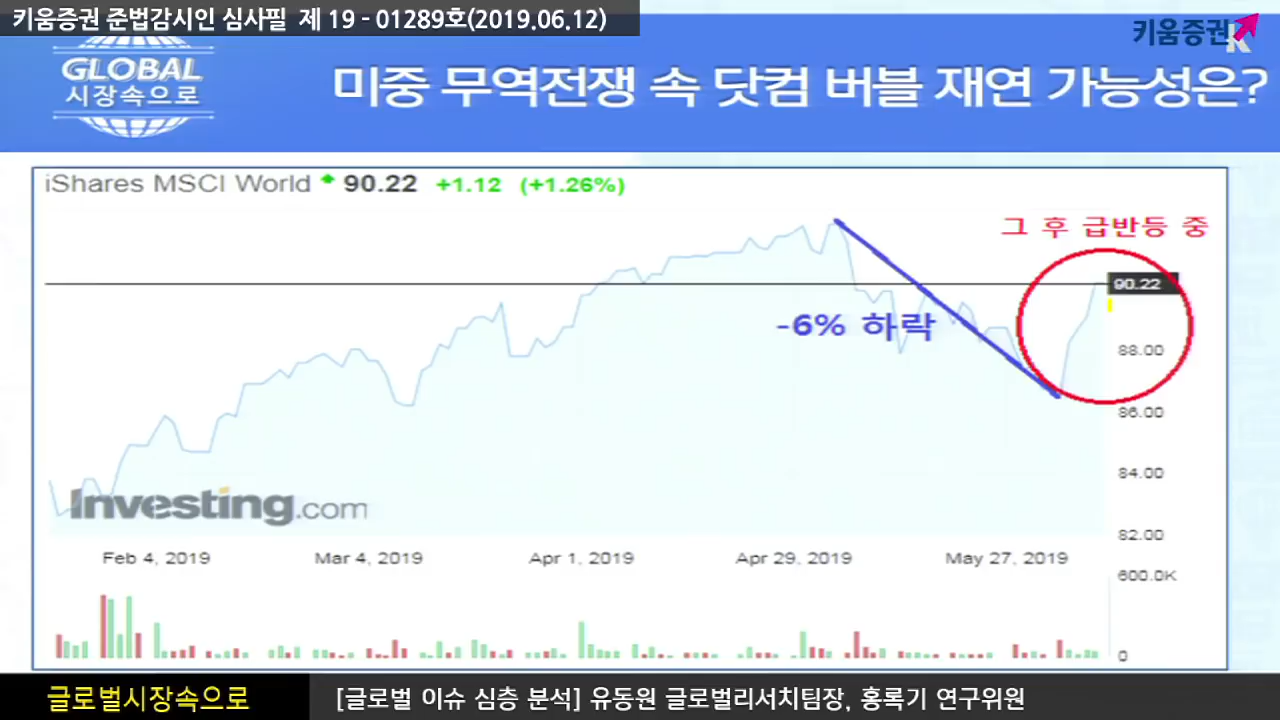 키움증권 준법감시인 심사필 제 19 - 01289호(2019.06.12)
키움증권
GLOBAL
시장속으로
미중 무역전쟁 속 닷컴 버블 재연 가능성은?
iShares MSCI World 90.22 +1.12 (+1.26%)
그 후 급반등 중
90.22
-6% 하락
88.00
86.00
84.00
Investing.com
82.00
Feb 4, 2019 Mar 4, 2019 Apr 1, 2019 Apr 29, 2019 May 27, 2019
600.0K
0
글로벌시장속으로 [글로벌 이슈 심층 분석] 유동원 글로벌리서치팀장, 홍록기 연구위원